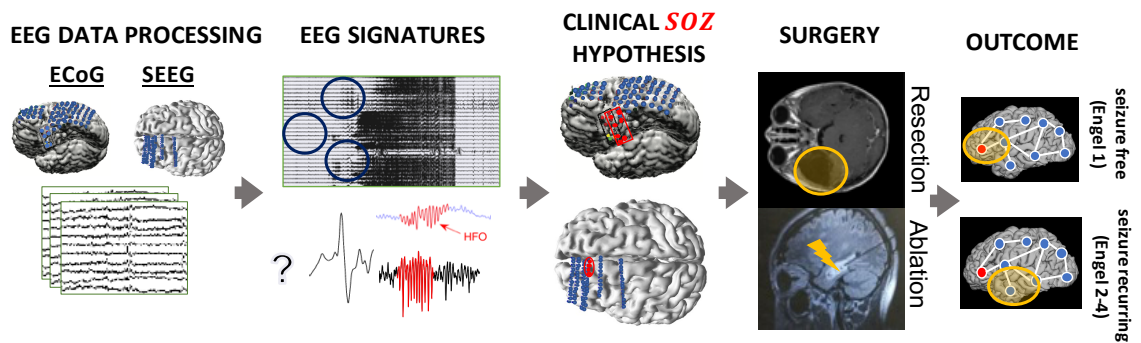 EEG DATA PROCESSING
ECoG SEEG
EEG SIGNATURES
HFO
?
CLINICAL SOZ
HYPOTHESIS
SURGERY
Resection
Ablation
OUTCOME
seizure free
(Engel 1)
seizure recurring
(Engel 2-4)